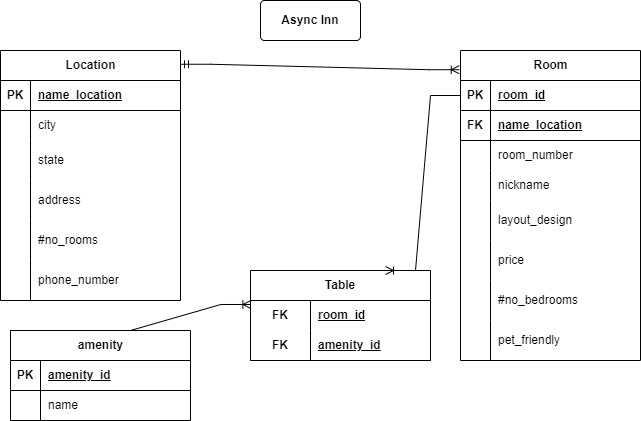 Async Inn
Location
PK name_location
city
state
address
#no_rooms
phone_number
Room
PK room_id
FK name_location
room_number
nickname
layout_design
price
#no_bedrooms
pet_friendly
Table
FK room_id
FK amenity_id
amenity
PK amenity_id
name